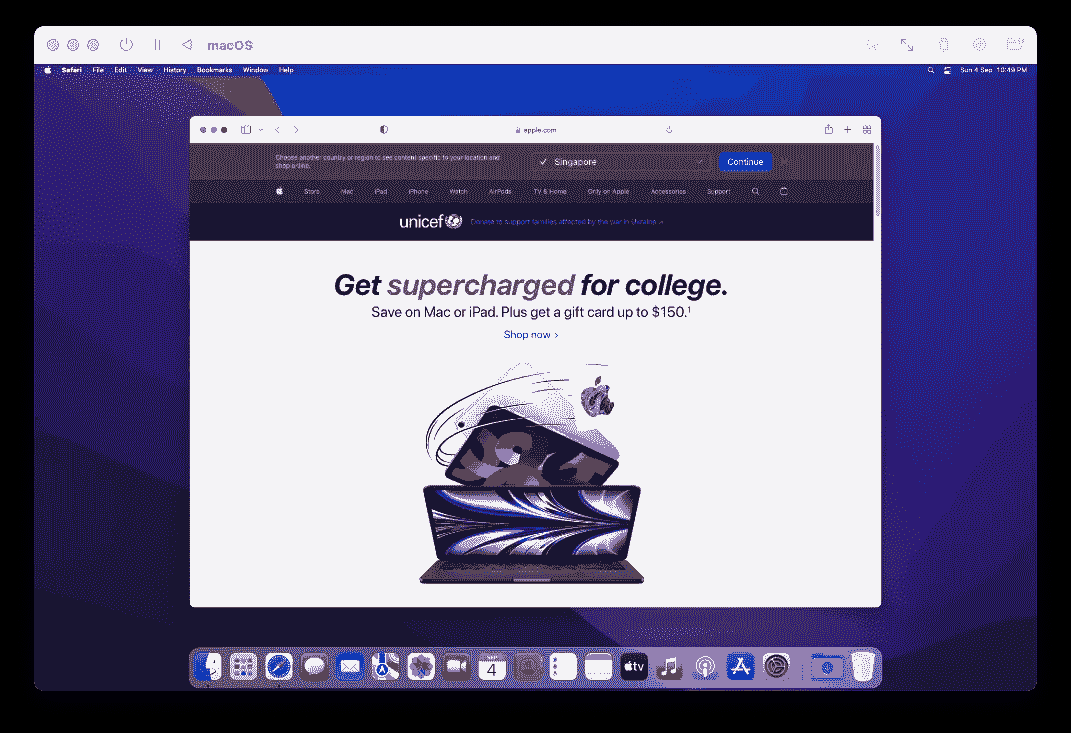 macOS
Safari File Edit View History Bookmarks Window Help
Sun 4 Sep 10:49 PM
apple.com
Choose another country or region to see content specific to your location and
shop online.
Singapore
Continue
Store Mac iPad iPhone Watch AirPods TV & Home Only on Apple Accessories Support
unicef
Donate to support families affected by the war in Ukraine
Get supercharged for college.
Save on Mac or iPad. Plus get a gift card up to $150.¹
Shop now >
4
tv